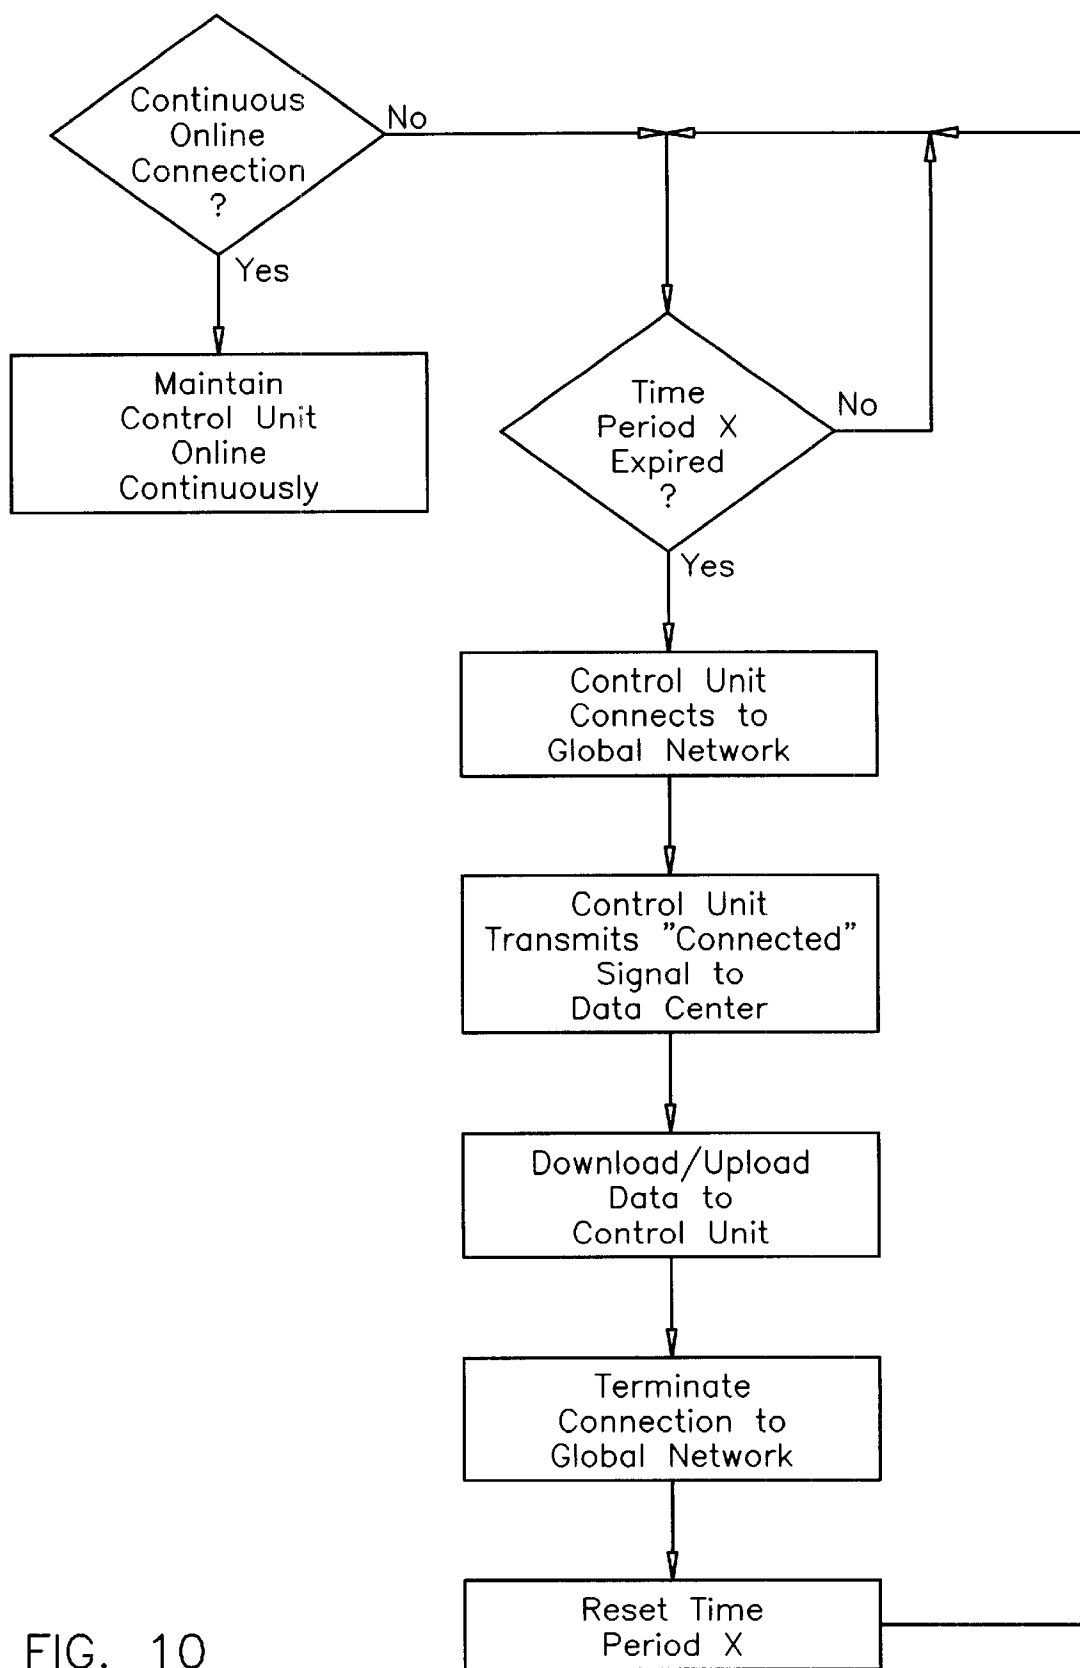 Continuous
Online
Connection
?
No
Yes
Maintain
Control Unit
Online
Continuously
Time
Period X
Expired
?
No
Yes
Control Unit
Connects to
Global Network
Control Unit
Transmits "Connected"
Signal to
Data Center
Download/Upload
Data to
Control Unit
Terminate
Connection to
Global Network
Reset Time
Period X
FIG. 10